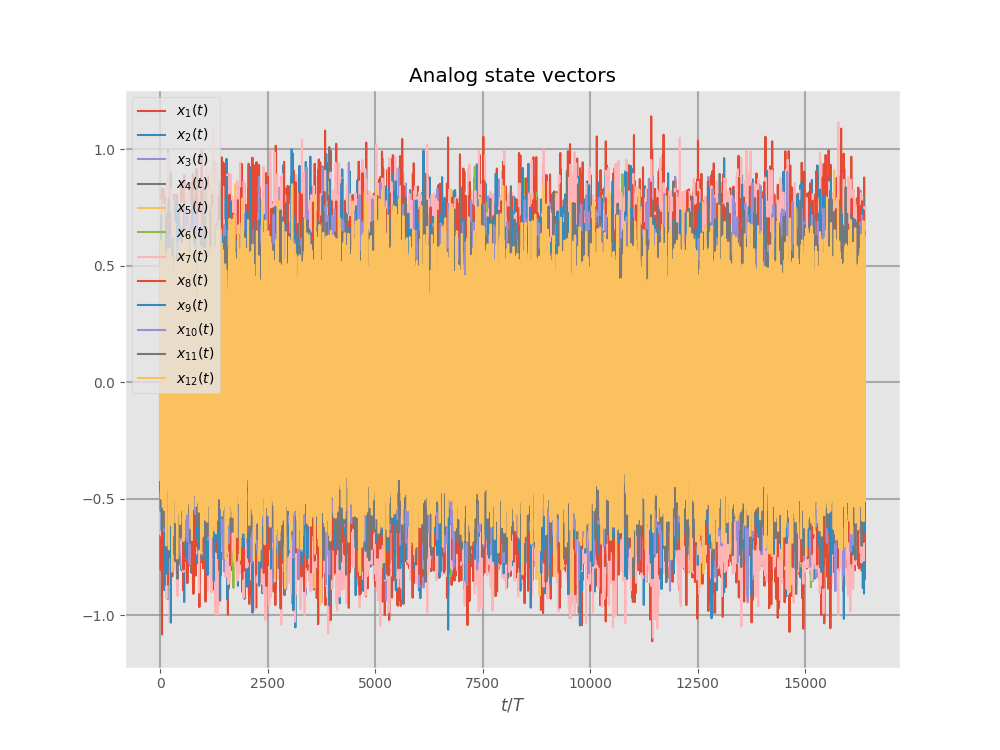 Analog state vectors
x₁(t)
x₂(t)
x₃(t)
x₄(t)
x₅(t)
x₆(t)
x₇(t)
x₈(t)
x₉(t)
x₁₀(t)
x₁₁(t)
x₁₂(t)
1.0
0.5
0.0
−0.5
−1.0
0 2500 5000 7500 10000 12500 15000
t/T